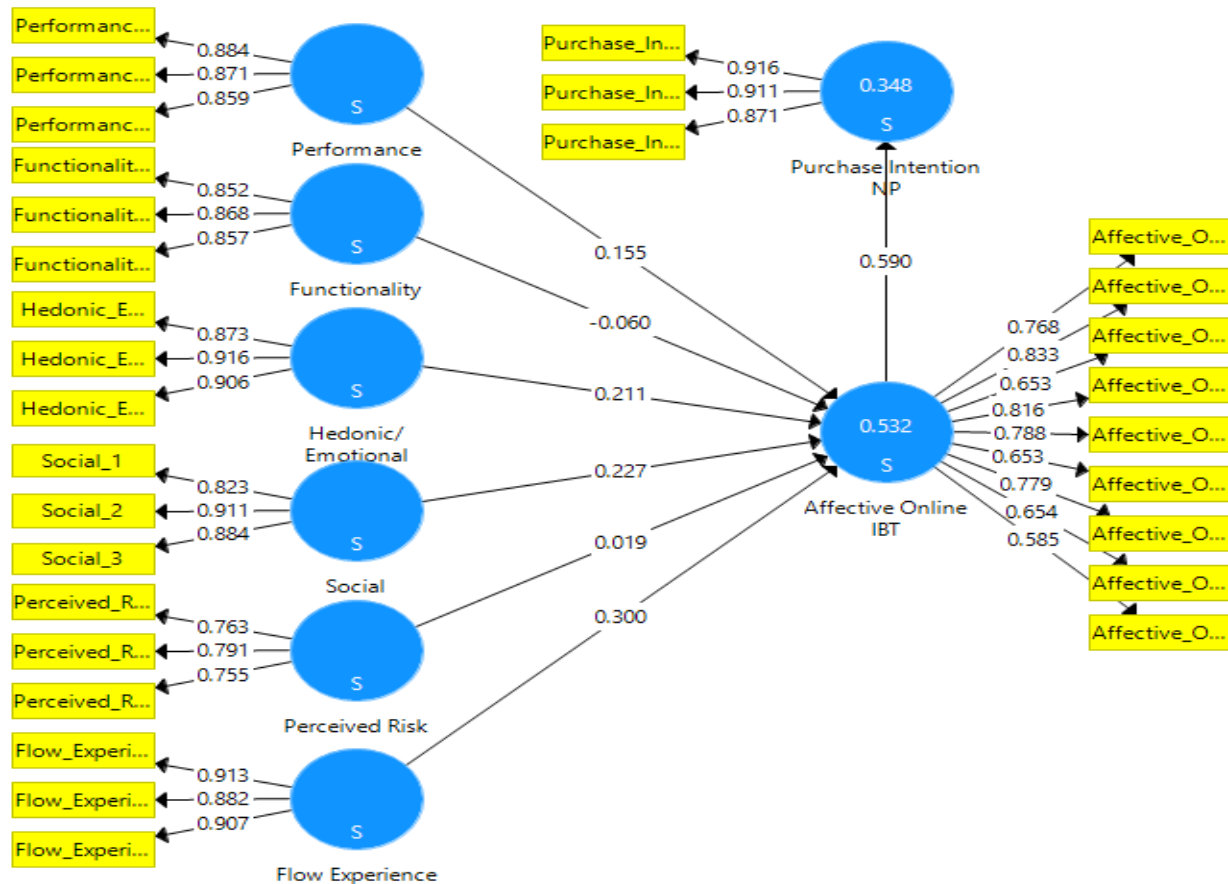 Performanc...
Performanc...
Performanc...
0.884
0.871
0.859
S
Performance
Functionalit...
Functionalit...
Functionalit...
0.852
0.868
0.857
S
Functionality
Hedonic_E...
Hedonic_E...
Hedonic_E...
0.873
0.916
0.906
S
Hedonic/
Emotional
Social_1
Social_2
Social_3
0.823
0.911
0.884
S
Social
Perceived_R...
Perceived_R...
Perceived_R...
0.763
0.791
0.755
S
Perceived Risk
Flow_Experi...
Flow_Experi...
Flow_Experi...
0.913
0.882
0.907
S
Flow Experience
0.155
-0.060
0.211
0.227
0.019
0.300
Purchase_In...
Purchase_In...
Purchase_In...
0.916
0.911
0.871
0.348
S
Purchase Intention
NP
0.590
0.532
S
Affective Online
IBT
0.768
0.833
0.653
0.816
0.788
0.653
0.779
0.654
0.585
Affective_O...
Affective_O...
Affective_O...
Affective_O...
Affective_O...
Affective_O...
Affective_O...
Affective_O...
Affective_O...